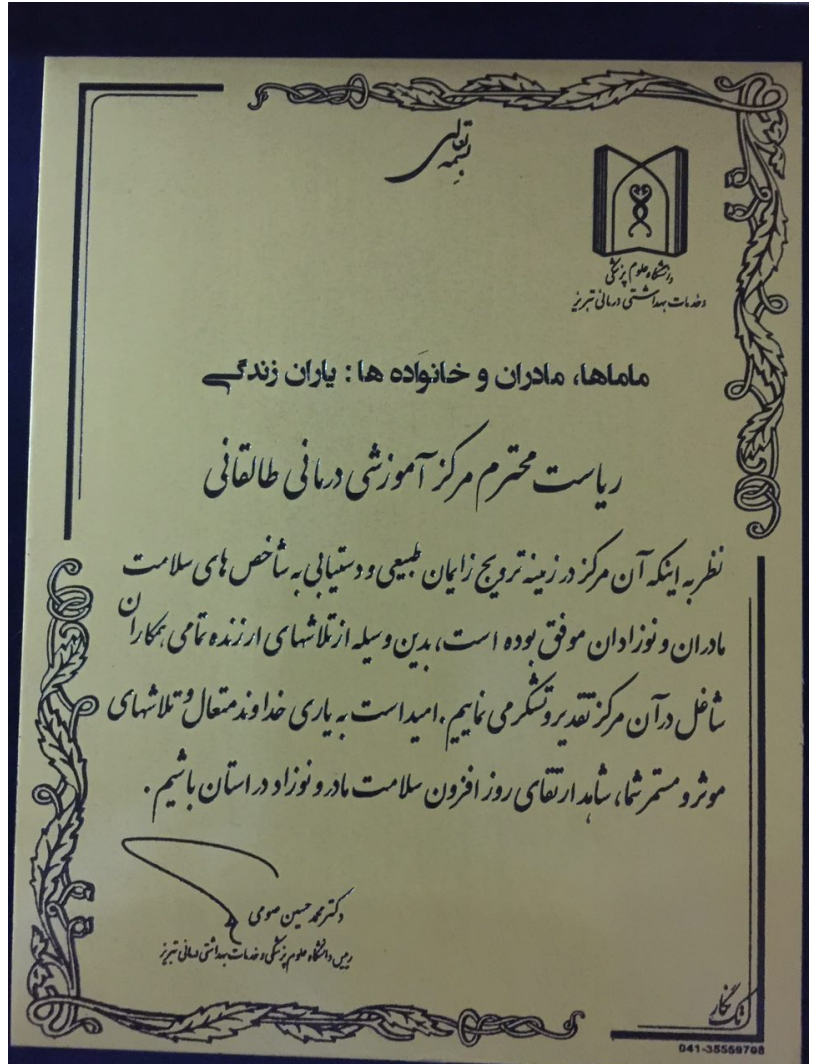 بسمه تعالی
دانشگاه علوم پزشکی
و خدمات بهداشتی درمانی تبریز
ماماها، مادران و خانواده ها : یاران زندگی
ریاست محترم مرکز آموزشی درمانی طالقانی
نظر به اینکه آن مرکز در زمینه ترویج زایمان طبیعی و دستیابی به شاخص های سلامت
مادران و نوزادان موفق بوده است، بدین وسیله از تلاشهای ارزنده تمامی همکاران
شاغل در آن مرکز تقدیر و تشکر می نماییم . امید است به یاری خداوند متعال و تلاشهای
موثر و مستمر شما، شاهد ارتقای روز افزون سلامت مادر و نوزاد در استان باشیم .
دکتر محمد حسین صومی
رییس دانشگاه علوم پزشکی و خدمات بهداشتی درمانی تبریز
تک نگار
041-35559708